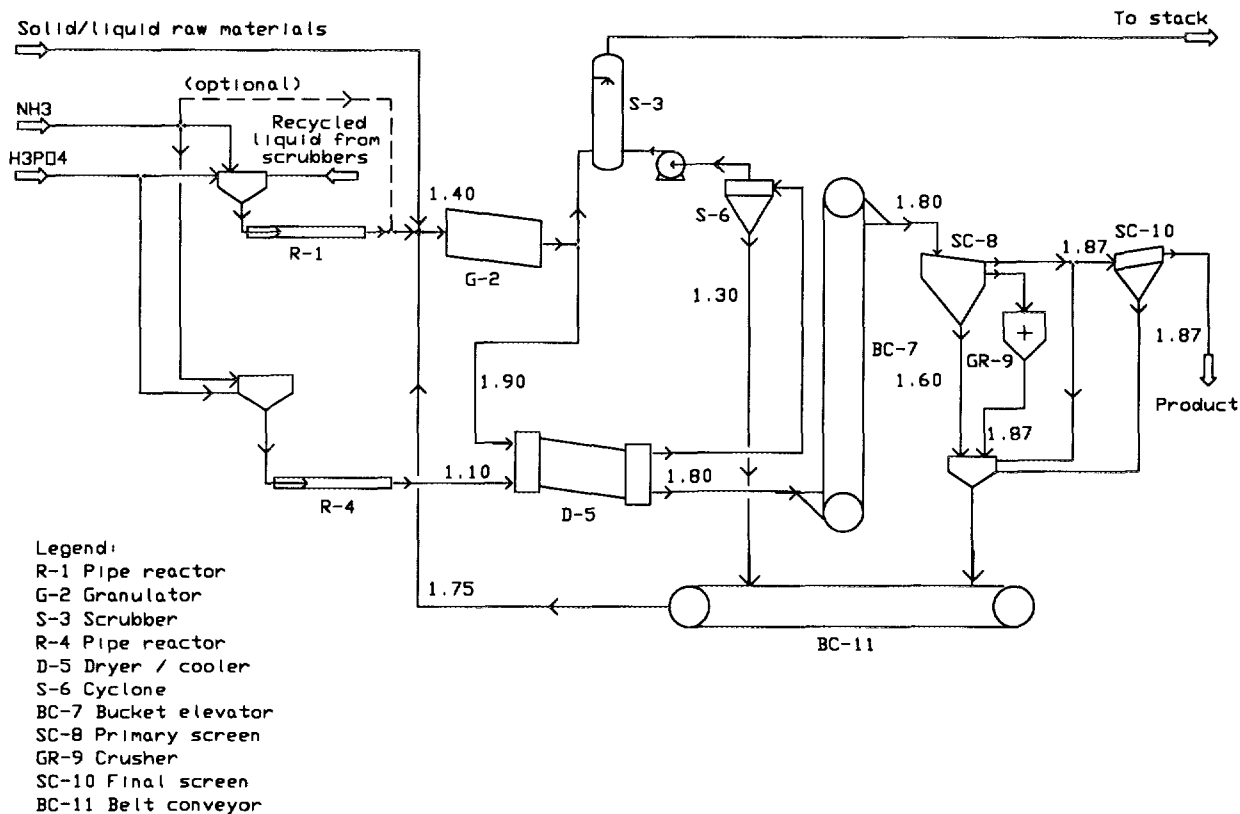 Solid/liquid raw materials
To stack
(optional)
S-3
NH3
Recycled
liquid from
scrubbers
H3PO4
1.40
R-1
G-2
S-6
1.80
SC-8
1.87
SC-10
1.30
BC-7
GR-9
1.87
1.90
1.60
Product
1.87
1.10
1.80
R-4
D-5
1.75
BC-11
Legend:
R-1 Pipe reactor
G-2 Granulator
S-3 Scrubber
R-4 Pipe reactor
D-5 Dryer / cooler
S-6 Cyclone
BC-7 Bucket elevator
SC-8 Primary screen
GR-9 Crusher
SC-10 Final screen
BC-11 Belt conveyor